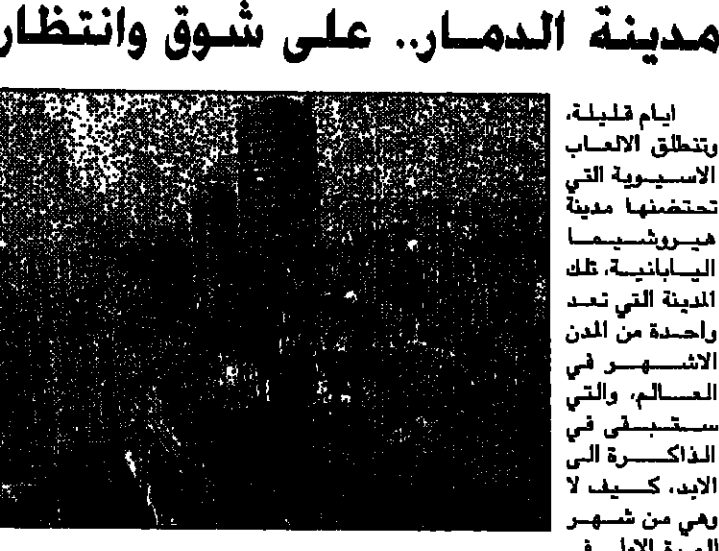 مدينة الدمار.. على شوق وانتظار
ايام قليلة،
وتنطلق الالعاب
الاسيوية التي
تحتضنها مدينة
هيروشيما
اليابانية، تلك
المدينة التي تعد
واحدة من المدن
الاشهر في
العالم، والتي
ستبقى في
الذاكرة الى
الابد، كيف لا
وهي من شهر